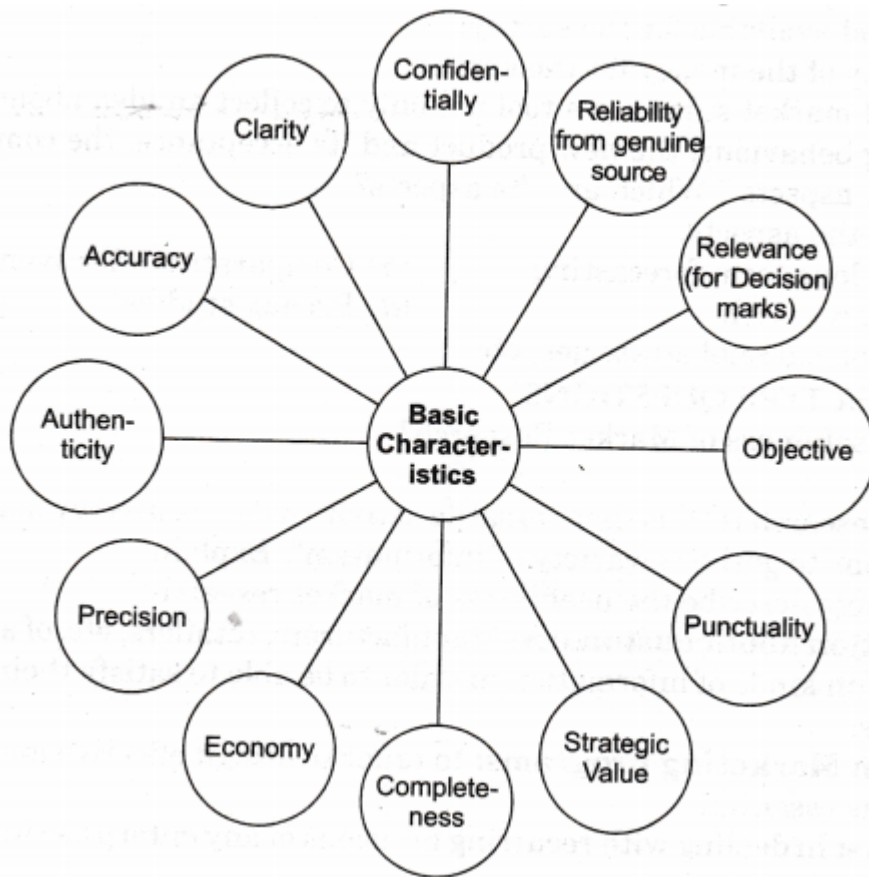 Confiden-
tially
Reliability
from genuine
source
Relevance
(for Decision
marks)
Objective
Punctuality
Strategic
Value
Complete-
ness
Economy
Precision
Authen-
ticity
Accuracy
Clarity
Basic
Character-
istics